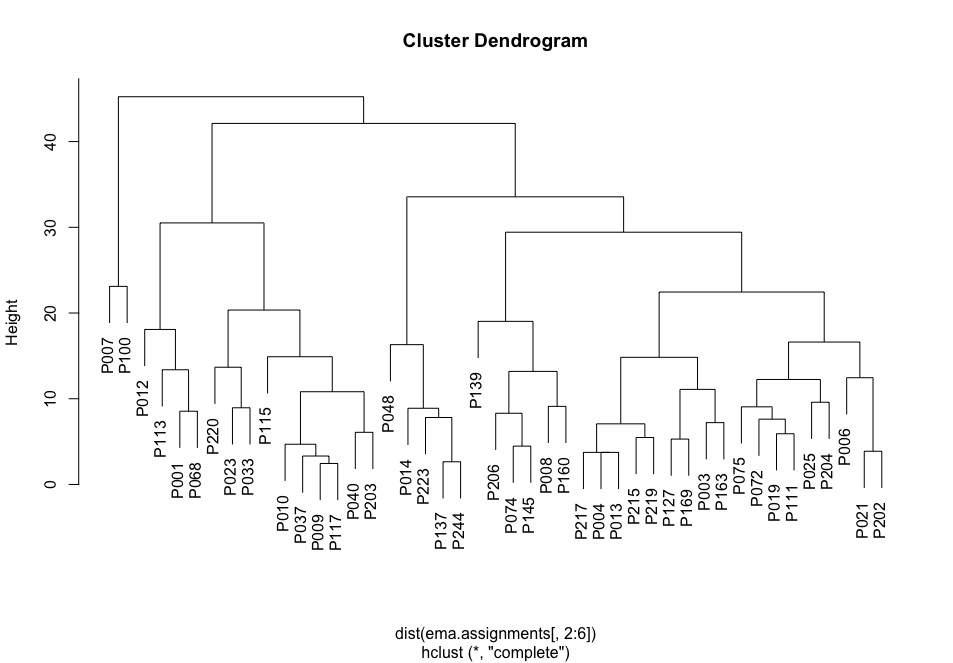 Cluster Dendrogram
Height
40
30
20
10
0
P007
P100
P012
P113
P001
P068
P220
P023
P033
P115
P010
P037
P009
P117
P040
P203
P048
P014
P223
P137
P244
P139
P206
P074
P145
P008
P160
P217
P004
P013
P215
P219
P127
P169
P003
P163
P075
P072
P019
P111
P025
P204
P006
P021
P202
dist(ema.assignments[, 2:6])
hclust (*, "complete")